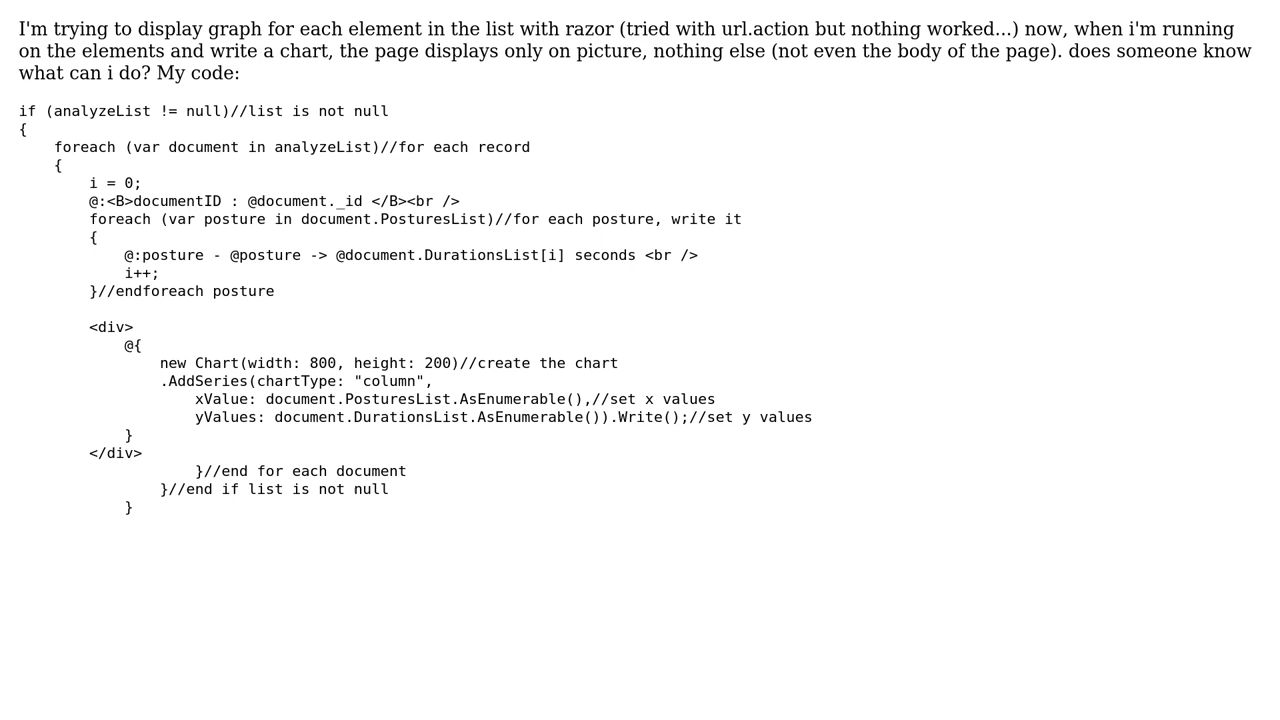 I'm trying to display graph for each element in the list with razor (tried with url.action but nothing worked...) now, when i'm running
on the elements and write a chart, the page displays only on picture, nothing else (not even the body of the page). does someone know
what can i do? My code:
if (analyzeList != null)//list is not null
{
    foreach (var document in analyzeList)//for each record
    {
        i = 0;
        @:<B>documentID : @document._id </B><br />
        foreach (var posture in document.PosturesList)//for each posture, write it
        {
            @:posture - @posture -> @document.DurationsList[i] seconds <br />
            i++;
        }//endforeach posture
        <div>
            @{
                new Chart(width: 800, height: 200)//create the chart
                .AddSeries(chartType: "column",
                    xValue: document.PosturesList.AsEnumerable(),//set x values
                    yValues: document.DurationsList.AsEnumerable()).Write();//set y values
            }
        </div>
                    }//end for each document
                }//end if list is not null
            }